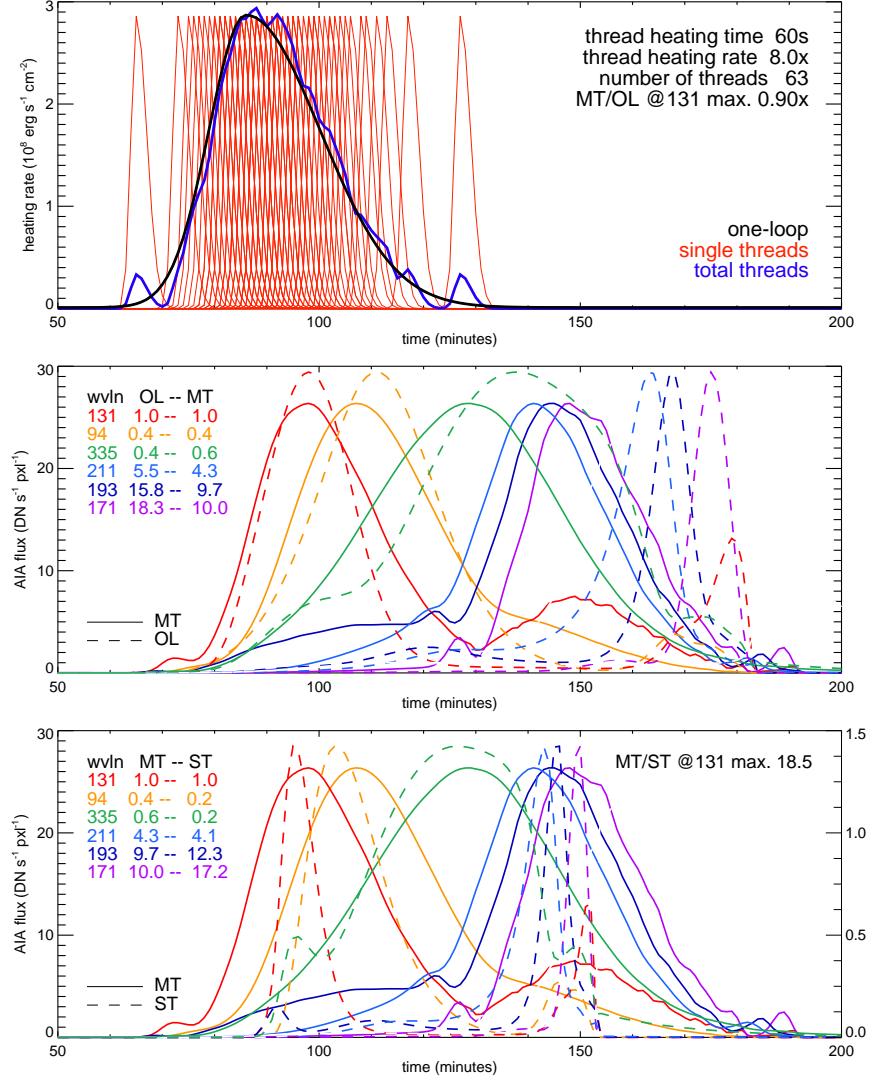 thread heating time 60s
thread heating rate 8.0x
number of threads 63
MT/OL @131 max. 0.90x
one-loop
single threads
total threads
heating rate (10⁸ erg s⁻¹ cm⁻²)
3
2
1
0
50 100 150 200
time (minutes)
wvln OL -- MT
131 1.0 -- 1.0
94 0.4 -- 0.4
335 0.4 -- 0.6
211 5.5 -- 4.3
193 15.8 -- 9.7
171 18.3 -- 10.0
MT
OL
AIA flux (DN s⁻¹ pxl⁻¹)
30
20
10
0
50 100 150 200
time (minutes)
wvln MT -- ST
131 1.0 -- 1.0
94 0.4 -- 0.2
335 0.6 -- 0.2
211 4.3 -- 4.1
193 9.7 -- 12.3
171 10.0 -- 17.2
MT/ST @131 max. 18.5
MT
ST
AIA flux (DN s⁻¹ pxl⁻¹)
30
20
10
0
1.5
1.0
0.5
0.0
50 100 150 200
time (minutes)